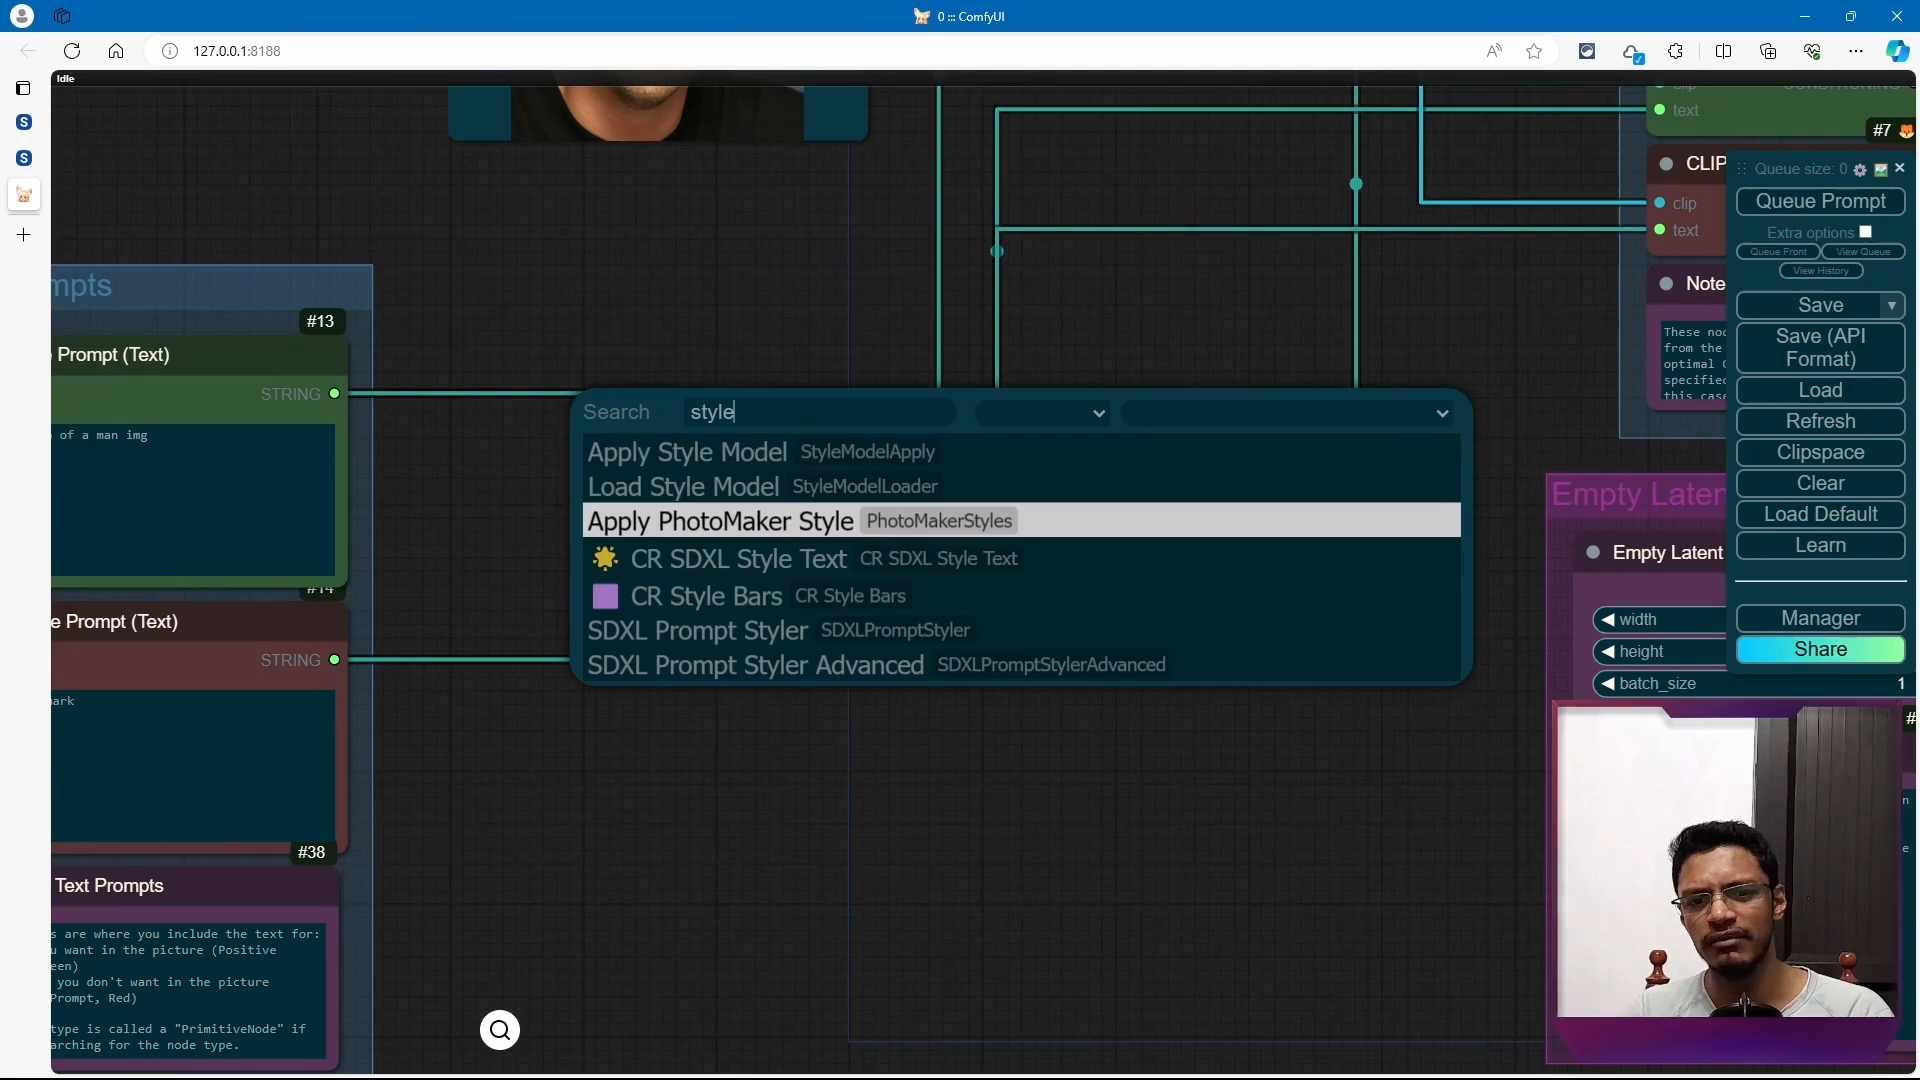 0 ::: ComfyUI
127.0.0.1:8188
Idle
text
#7
mpts
#13
Prompt (Text)
STRING
of a man img
#14
e Prompt (Text)
STRING
ark
#38
Text Prompts
s are where you include the text for:
u want in the picture (Positive
een)
you don't want in the picture
Prompt, Red)
type is called a "PrimitiveNode" if
arching for the node type.
Search style
Apply Style Model StyleModelApply
Load Style Model StyleModelLoader
Apply PhotoMaker Style PhotoMakerStyles
CR SDXL Style Text CR SDXL Style Text
CR Style Bars CR Style Bars
SDXL Prompt Styler SDXLPromptStyler
SDXL Prompt Styler Advanced SDXLPromptStylerAdvanced
CLIP
clip
text
Note
These no
from the
optimal
specified
this case
Empty Laten
Empty Latent
width
height
batch_size 1
Queue size: 0
Queue Prompt
Extra options
Queue Front
View Queue
View History
Save
Save (API
Format)
Load
Refresh
Clipspace
Clear
Load Default
Learn
Manager
Share